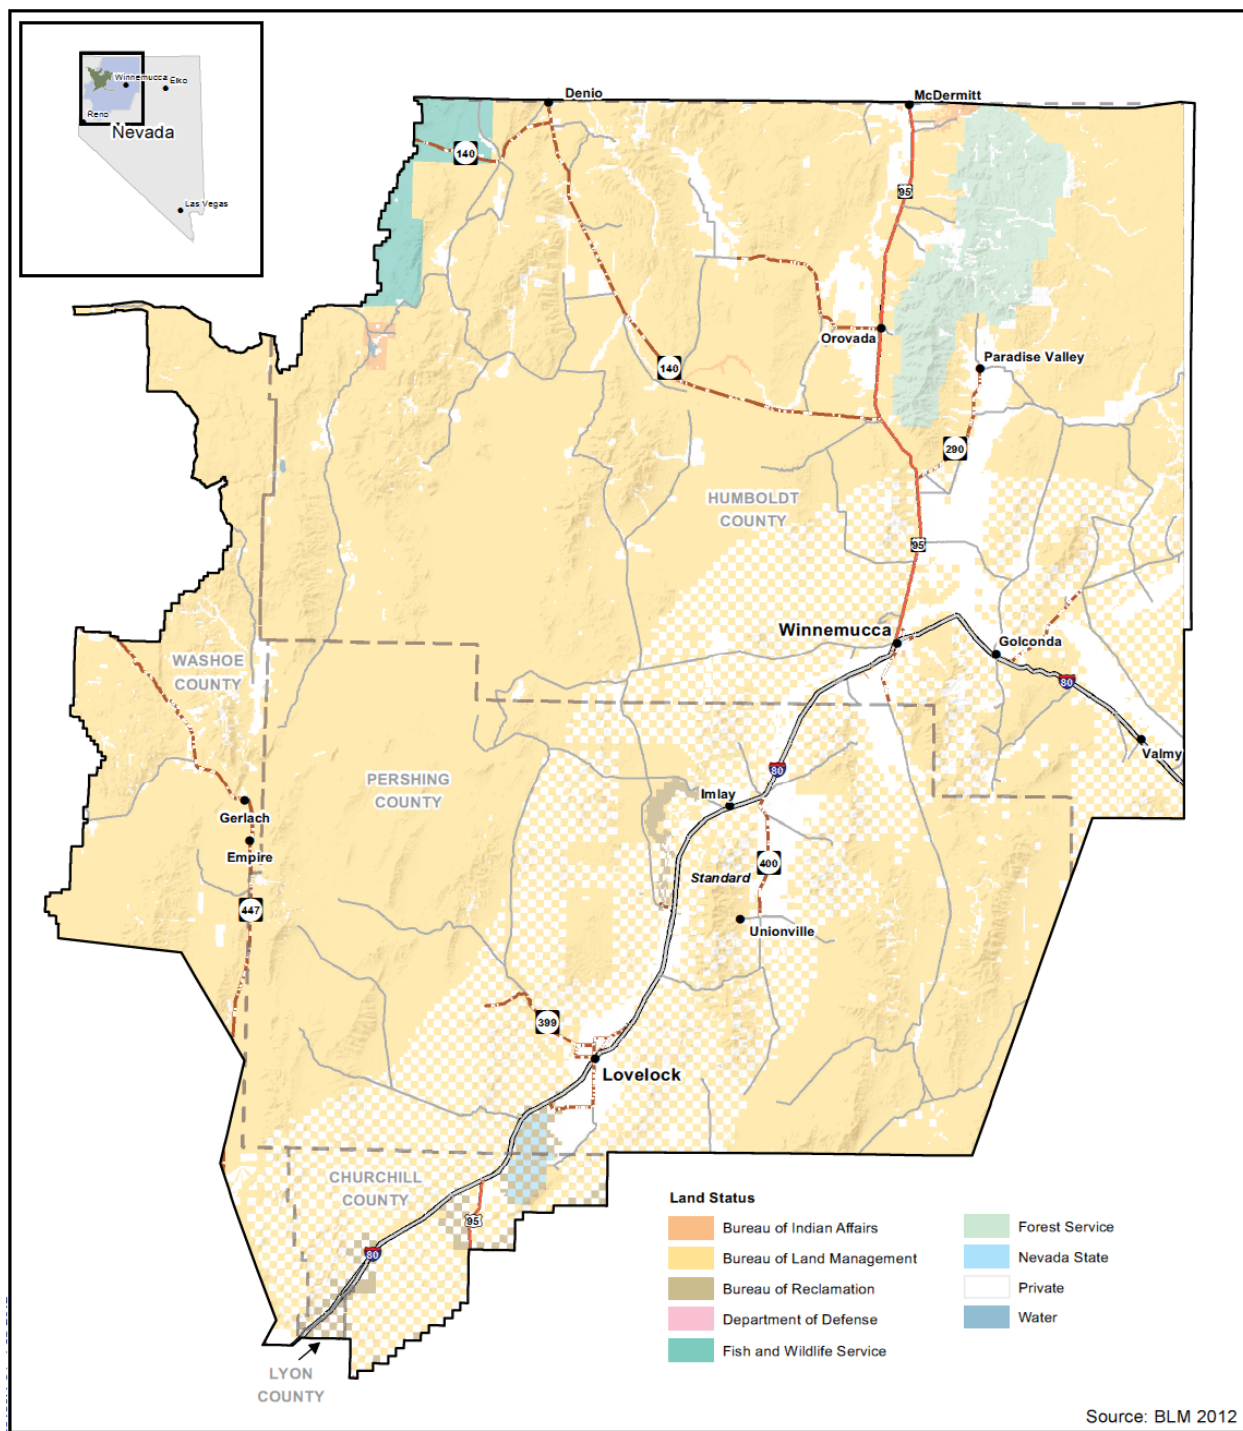 Winnemucca
Elko
Reno
Nevada
Las Vegas
Denio
McDermitt
140
95
Orovada
140
Paradise Valley
290
HUMBOLDT
COUNTY
95
Winnemucca
Golconda
WASHOE
COUNTY
80
Valmy
PERSHING
COUNTY
80
Imlay
Gerlach
Empire
Standard
400
447
Unionville
399
Lovelock
CHURCHILL
COUNTY
95
80
LYON
COUNTY
Land Status
Bureau of Indian Affairs
Bureau of Land Management
Bureau of Reclamation
Department of Defense
Fish and Wildlife Service
Forest Service
Nevada State
Private
Water
Source: BLM 2012